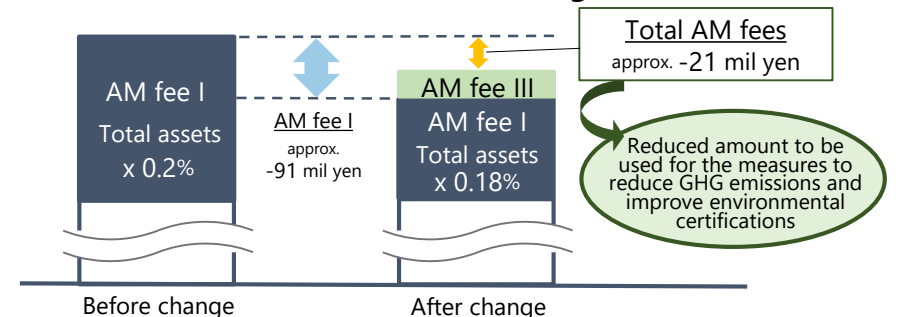 Total AM fees
approx. -21 mil yen
AM fee I
Total assets
x 0.2%
AM fee I
approx.
-91 mil yen
AM fee III
AM fee I
Total assets
x 0.18%
Reduced amount to be
used for the measures to
reduce GHG emissions and
improve environmental
certifications
Before change
After change